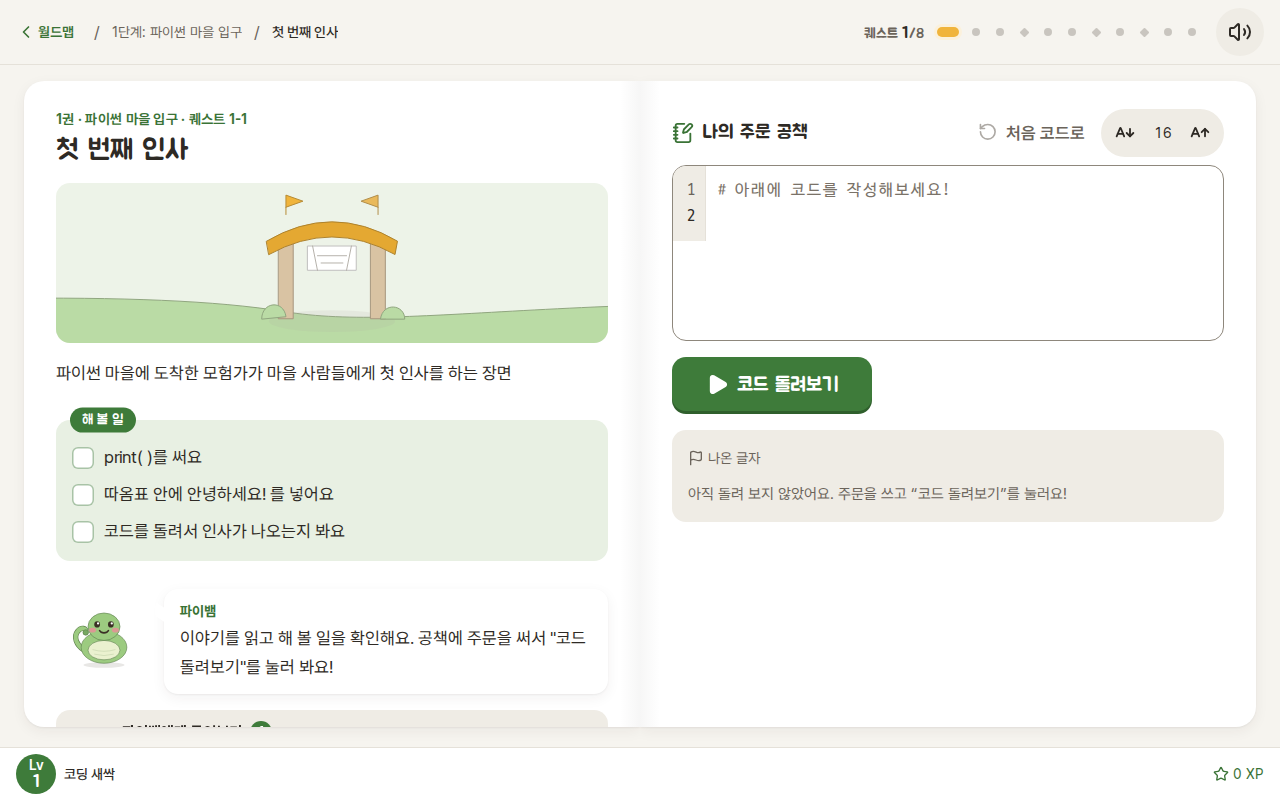 월드맵 / 1단계: 파이썬 마을 입구 / 첫 번째 인사
퀘스트 1/8
1권 · 파이썬 마을 입구 · 퀘스트 1-1
첫 번째 인사
파이썬 마을에 도착한 모험가가 마을 사람들에게 첫 인사를 하는 장면
해 볼 일
print( )를 써요
따옴표 안에 안녕하세요! 를 넣어요
코드를 돌려서 인사가 나오는지 봐요
파이뱀
이야기를 읽고 해 볼 일을 확인해요. 공책에 주문을 써서 "코드
돌려보기"를 눌러 봐요!
나의 주문 공책
처음 코드로
A↓ 16 A↑
1 # 아래에 코드를 작성해보세요!
2
코드 돌려보기
나온 글자
아직 돌려 보지 않았어요. 주문을 쓰고 “코드 돌려보기”를 눌러요!
Lv
1
코딩 새싹
0 XP